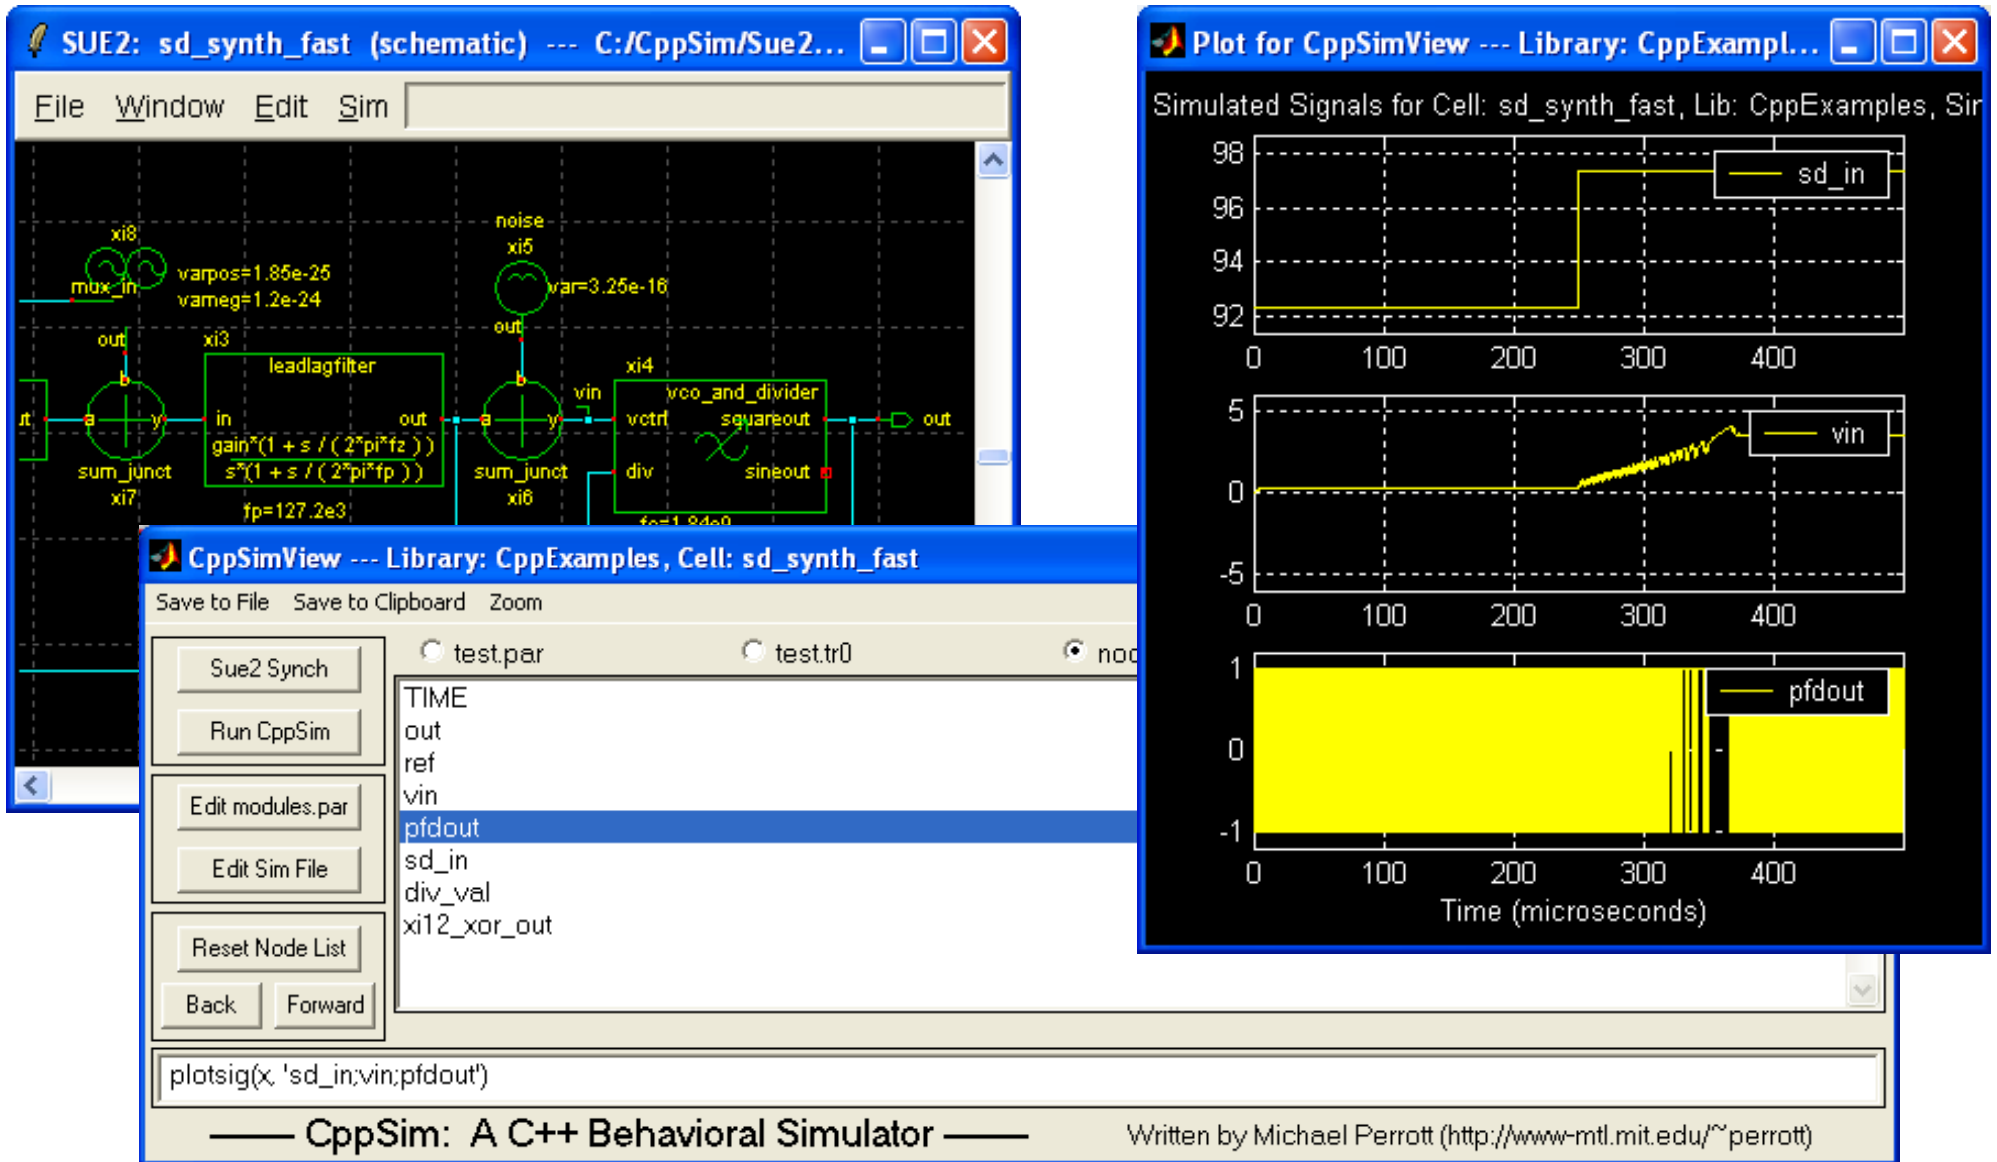 SUE2: sd_synth_fast (schematic) --- C:/CppSim/Sue2...
File Window Edit Sim
noise
xi8
xi5
varpos=1.85e-25
mux_in
varneg=1.2e-24
var=3.25e-16
out
out
xi3
leadlagfilter
xi4
b
b
vin
vco_and_divider
a
y
in
out
a
y
vctrl
squareout
out
gain*(1 + s / ( 2*pi*fz ) )
s*(1 + s / ( 2*pi*fp ) )
sum_junct
sum_junct
div
sineout
xi7
xi6
fp=127.2e3
fc=1.84e9
CppSimView --- Library: CppExamples, Cell: sd_synth_fast
Save to File Save to Clipboard Zoom
Sue2 Synch
Run CppSim
Edit modules.par
Edit Sim File
Reset Node List
Back Forward
test.par test.tr0
TIME
out
ref
vin
pfdout
sd_in
div_val
xi12_xor_out
plotsig(x, 'sd_in;vin;pfdout')
CppSim: A C++ Behavioral Simulator
Written by Michael Perrott (http://www-mtl.mit.edu/~perrott)
Plot for CppSimView --- Library: CppExampl...
Simulated Signals for Cell: sd_synth_fast, Lib: CppExamples, Sim
98
sd_in
96
94
92
0 100 200 300 400
5
vin
0
-5
0 100 200 300 400
1
pfdout
0
-1
0 100 200 300 400
Time (microseconds)